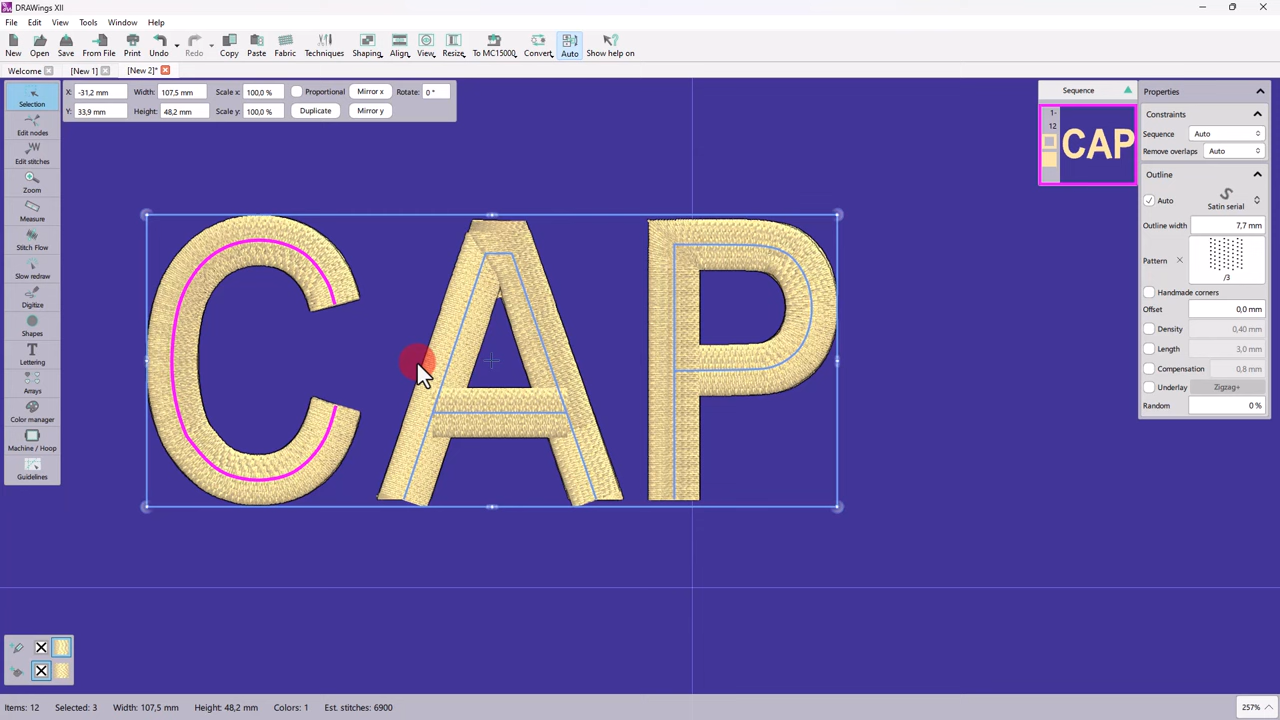 DRAWings XII
File Edit View Tools Window Help
New Open Save From File Print Undo Redo Copy Paste Fabric Techniques Shaping Align View Resize To MC15000 Convert Auto Show help on
Welcome [New 1] [New 2]*
X: -31,2 mm Width: 107,5 mm Scale x: 100,0 % Proportional Mirror x Rotate: 0 °
Y: 33,9 mm Height: 48,2 mm Scale y: 100,0 % Duplicate Mirror y
Selection
Edit nodes
Edit stitches
Zoom
Measure
Stitch Flow
Slow redraw
Digitize
Shapes
Lettering
Arrays
Color manager
Machine / Hoop
Guidelines
CAP
Sequence
1-
12
CAP
Properties
Constraints
Sequence Auto
Remove overlaps Auto
Outline
Auto Satin serial
Outline width 7,7 mm
Pattern
/3
Handmade corners
Offset 0,0 mm
Density 0,40 mm
Length 3,0 mm
Compensation 0,8 mm
Underlay Zigzag+
Random 0 %
Items: 12 Selected: 3 Width: 107,5 mm Height: 48,2 mm Colors: 1 Est. stitches: 6900 257%